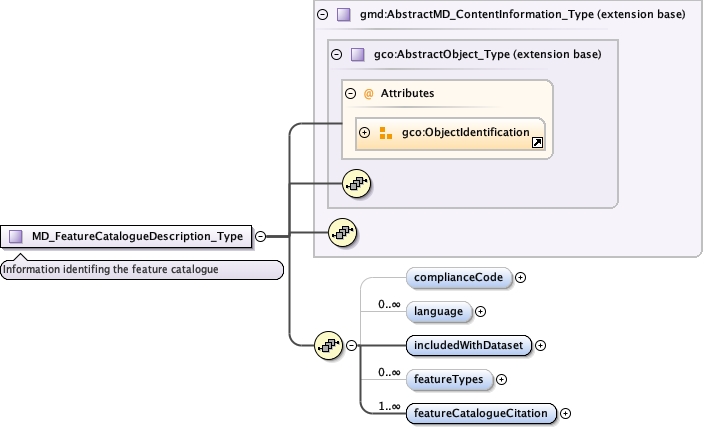 gmd:AbstractMD_ContentInformation_Type (extension base)
gco:AbstractObject_Type (extension base)
@ Attributes
gco:ObjectIdentification
MD_FeatureCatalogueDescription_Type
Information identifing the feature catalogue
complianceCode
0..∞
language
includedWithDataset
0..∞
featureTypes
1..∞
featureCatalogueCitation